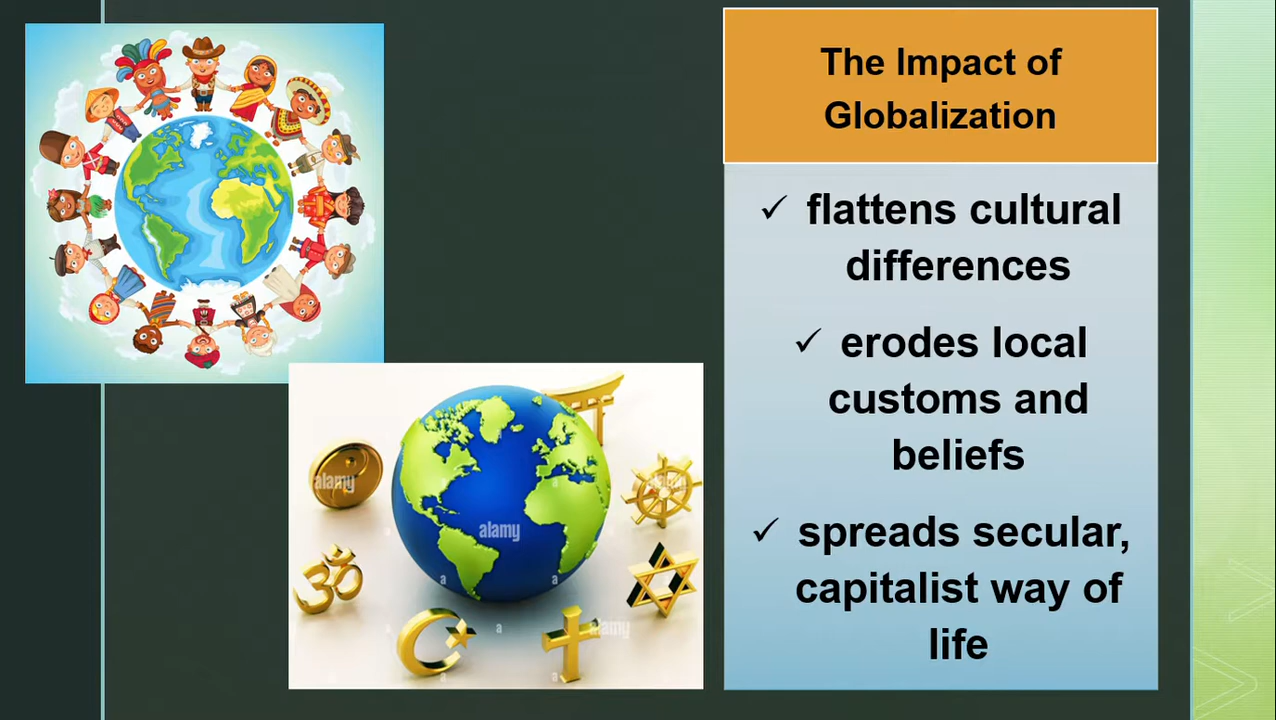 The Impact of
Globalization
✓ flattens cultural
differences
✓ erodes local
customs and
beliefs
✓ spreads secular,
capitalist way of
life
alamy
alamy
alamy
alamy
a
a
a
a